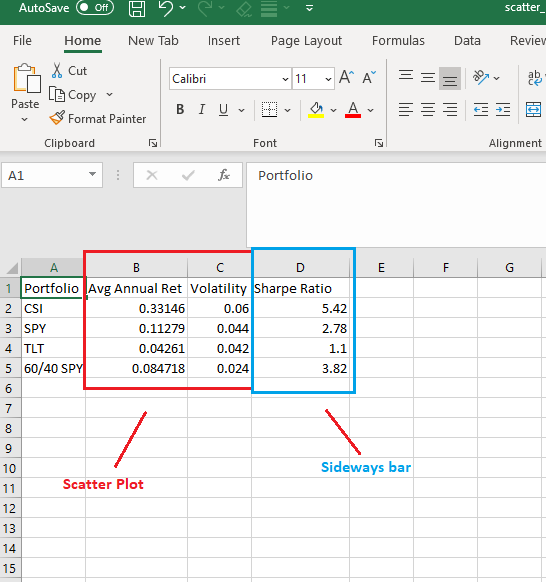 AutoSave Off scatter_
File Home New Tab Insert Page Layout Formulas Data Review
Cut
Copy
Format Painter
Paste
Calibri 11 A A
B I U A ab
Clipboard Font Alignment
A1 fx Portfolio
A B C D E F G
1 Portfolio Avg Annual Ret Volatility Sharpe Ratio
2 CSI 0.33146 0.06 5.42
3 SPY 0.11279 0.044 2.78
4 TLT 0.04261 0.042 1.1
5 60/40 SPY 0.084718 0.024 3.82
6
7
8
9
10
11
12
13
14
15
Sideways bar
Scatter Plot